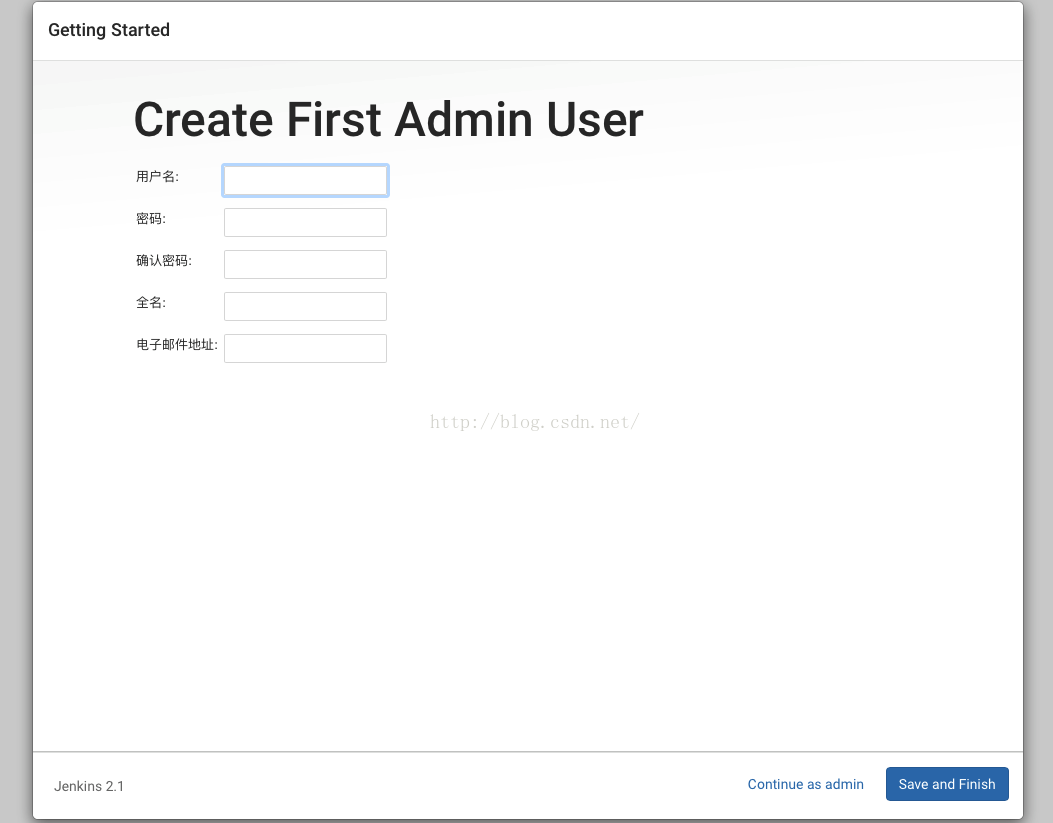 Getting Started
Create First Admin User
用户名:
密码:
确认密码:
全名:
电子邮件地址:
http://blog.csdn.net/
Jenkins 2.1
Continue as admin
Save and Finish